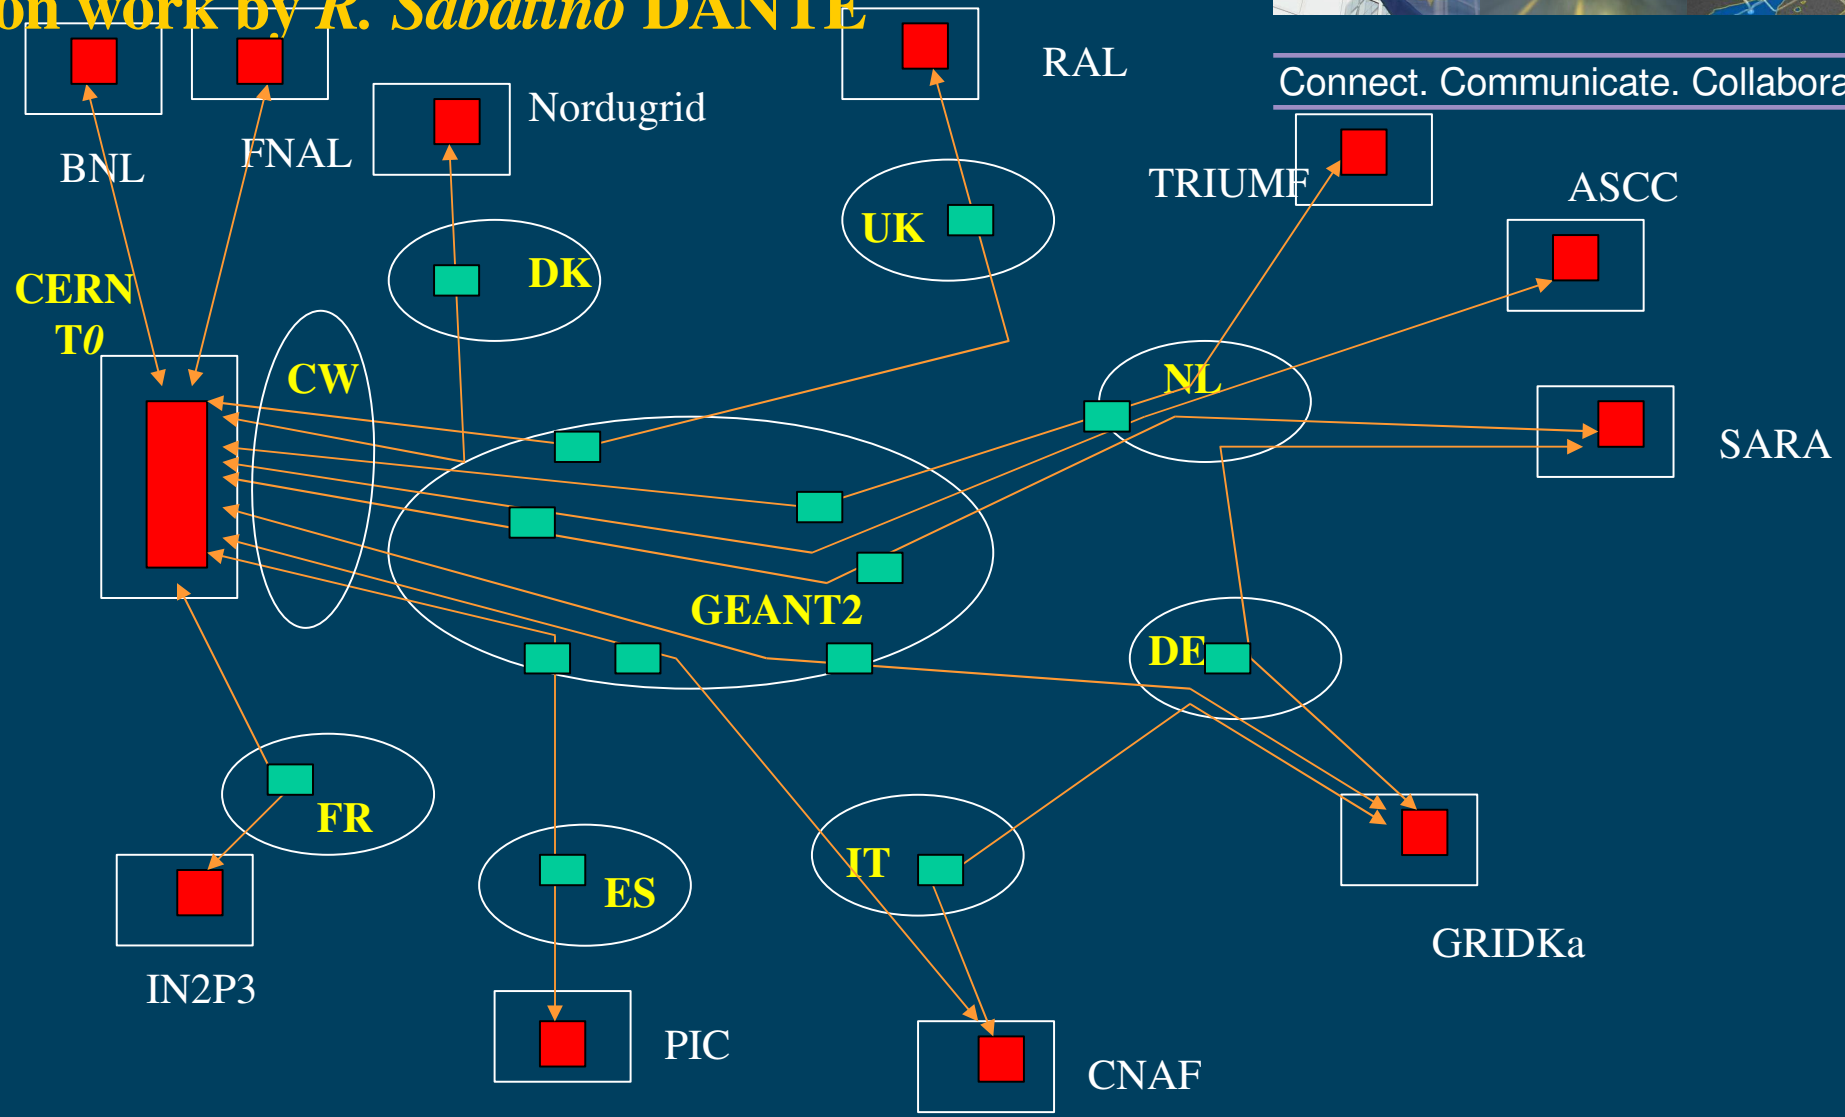 on work by R. Sabatino DANTE
Connect. Communicate.
RAL
Nordugrid
FNAL
BNL
TRIUMF
ASCC
UK
DK
CERN
T0
CW
NL
SARA
GEANT2
DE
FR
IT
ES
GRIDKa
IN2P3
PIC
CNAF